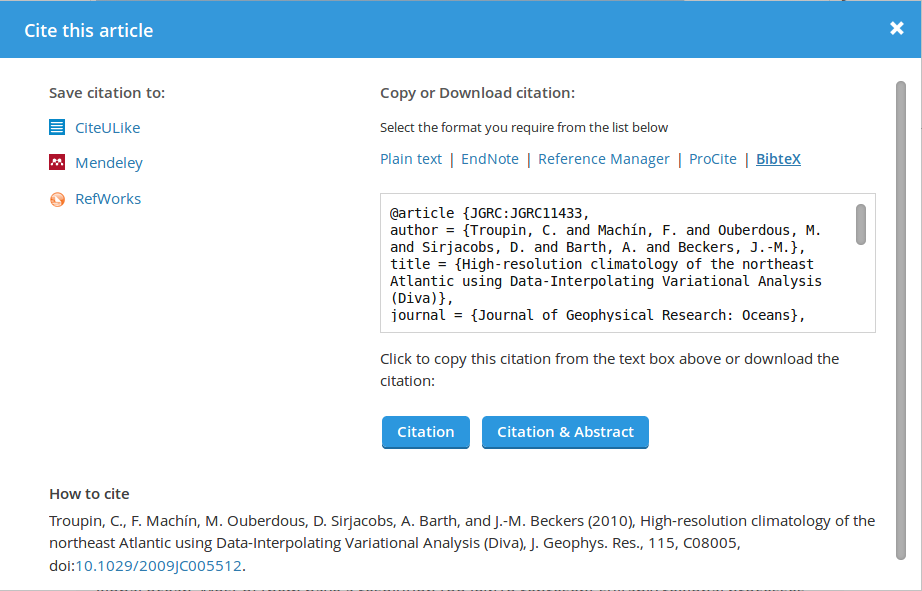 Cite this article
Save citation to:
CiteULike
Mendeley
RefWorks
Copy or Download citation:
Select the format you require from the list below
Plain text | EndNote | Reference Manager | ProCite | BibteX
@article {JGRC:JGRC11433,
author = {Troupin, C. and Machín, F. and Ouberdous, M.
and Sirjacobs, D. and Barth, A. and Beckers, J.-M.},
title = {High-resolution climatology of the northeast
Atlantic using Data-Interpolating Variational Analysis
(Diva)},
journal = {Journal of Geophysical Research: Oceans},
Click to copy this citation from the text box above or download the
citation:
Citation
Citation & Abstract
How to cite
Troupin, C., F. Machín, M. Ouberdous, D. Sirjacobs, A. Barth, and J.-M. Beckers (2010), High-resolution climatology of the
northeast Atlantic using Data-Interpolating Variational Analysis (Diva), J. Geophys. Res., 115, C08005,
doi:10.1029/2009JC005512.